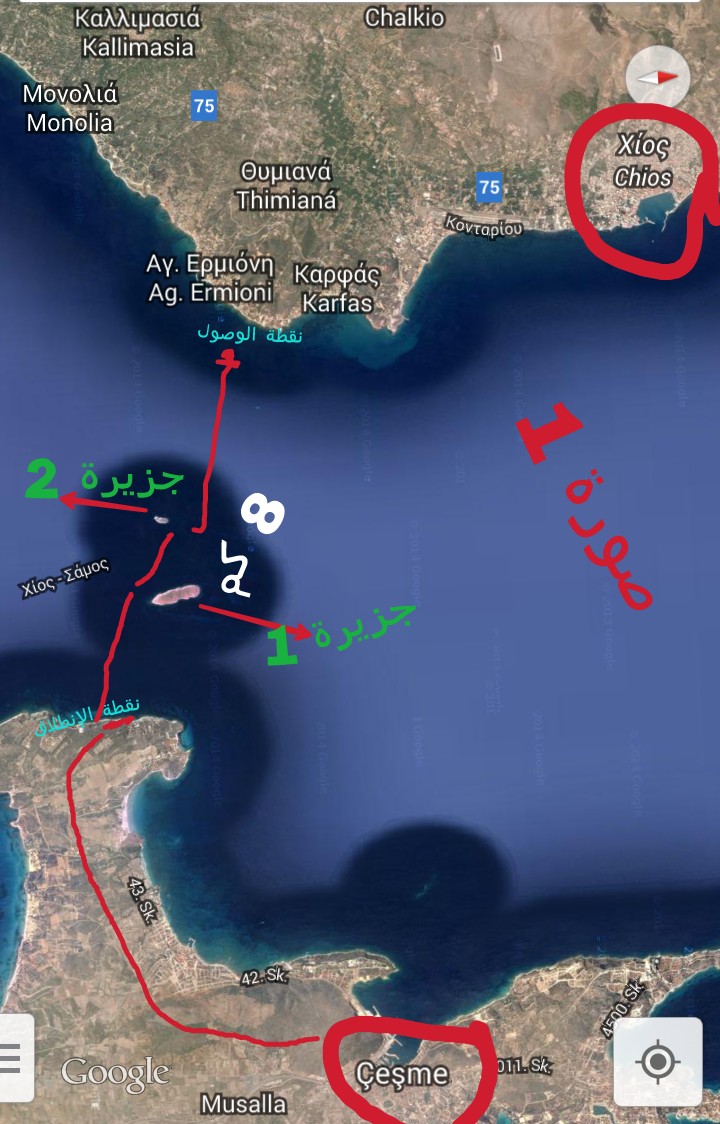 Καλλιμασιά
Kallimasia
Chalkio
Μονολιά
Monolia
75
Χίος
Chios
Θυμιανά
Thimianá
75
Κονταρίου
Αγ. Ερμιόνη
Ag. Ermioni
Καρφάς
Karfas
نقطة الوصول
صورة 1
جزيرة 2
8
كم
Χίος - Σάμος
جزيرة 1
نقطة الإنطلاق
43. Sk.
42. Sk.
4500. Sk.
Google
Çeşme
011. Sk.
Musalla